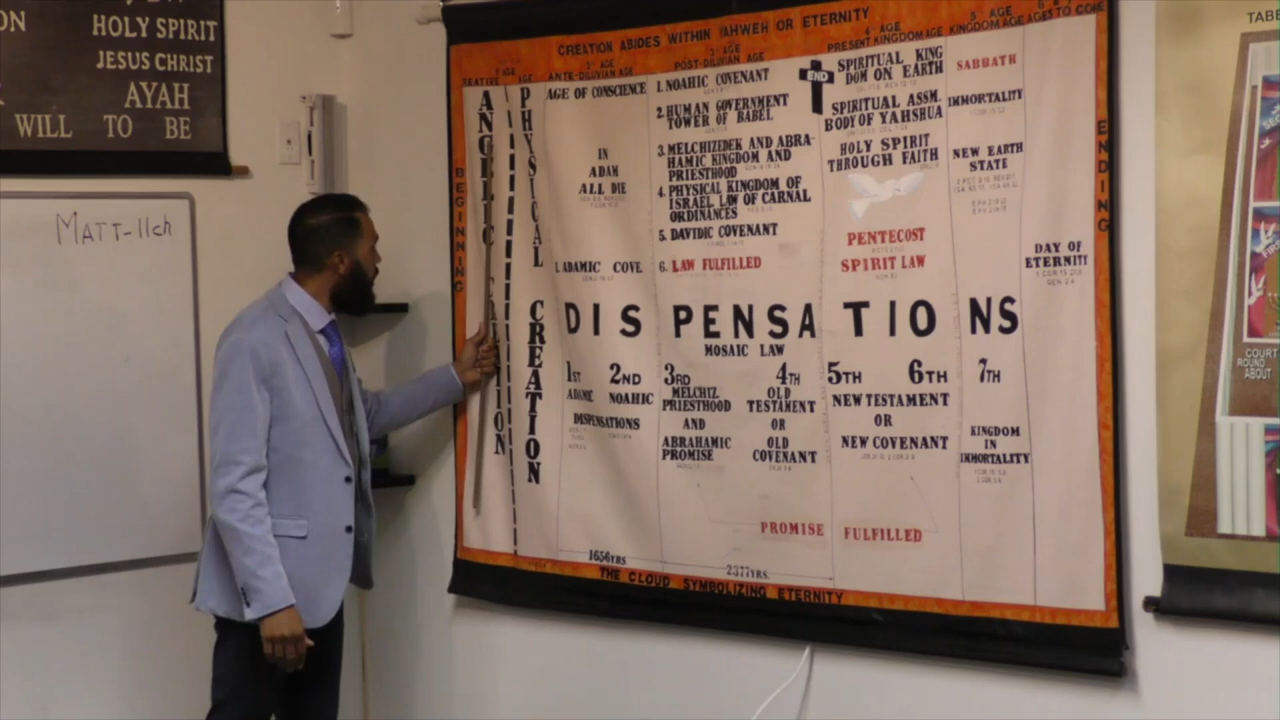 ON HOLY SPIRIT
JESUS CHRIST
AYAH
WILL TO BE
MATT-11ch
CREATION ABIDES WITHIN YAHWEH OR ETERNITY
ANTE-DILUVIAN AGE
POST-DILUVIAN AGE
4TH AGE
PRESENT KINGDOM AGE
AGE
KINGDOM AGE
AGES TO COME
BEGINNING
ANGELIC CREATION
PHYSICAL CREATION
AGE OF CONSCIENCE
IN
ADAM
ALL DIE
1. ADAMIC COVE.
1. NOAHIC COVENANT
2. HUMAN GOVERNMENT
TOWER OF BABEL
3. MELCHIZEDEK AND ABRA-
HAMIC KINGDOM AND
PRIESTHOOD
4. PHYSICAL KINGDOM OF
ISRAEL LAW OF CARNAL
ORDINANCES
5. DAVIDIC COVENANT
6. LAW FULFILLED
END
SPIRITUAL KING
DOM ON EARTH
SPIRITUAL ASSM.
BODY OF YAHSHUA
HOLY SPIRIT
THROUGH FAITH
PENTECOST
SPIRIT LAW
SABBATH
IMMORTALITY
NEW EARTH
STATE
DAY OF
ETERNITY
ENDING
DISPENSATIONS
MOSAIC LAW
1ST 2ND 3RD 4TH 5TH 6TH 7TH
ADAMIC NOAHIC
DISPENSATIONS
MELCHIZ
PRIESTHOOD
AND
ABRAHAMIC
PROMISE
OLD
TESTAMENT
OR
OLD
COVENANT
NEW TESTAMENT
OR
NEW COVENANT
KINGDOM
IN
IMMORTALITY
PROMISE FULFILLED
1656YRS.
2377YRS.
THE CLOUD SYMBOLIZING ETERNITY
TABE
COURT
ROUND
ABOUT